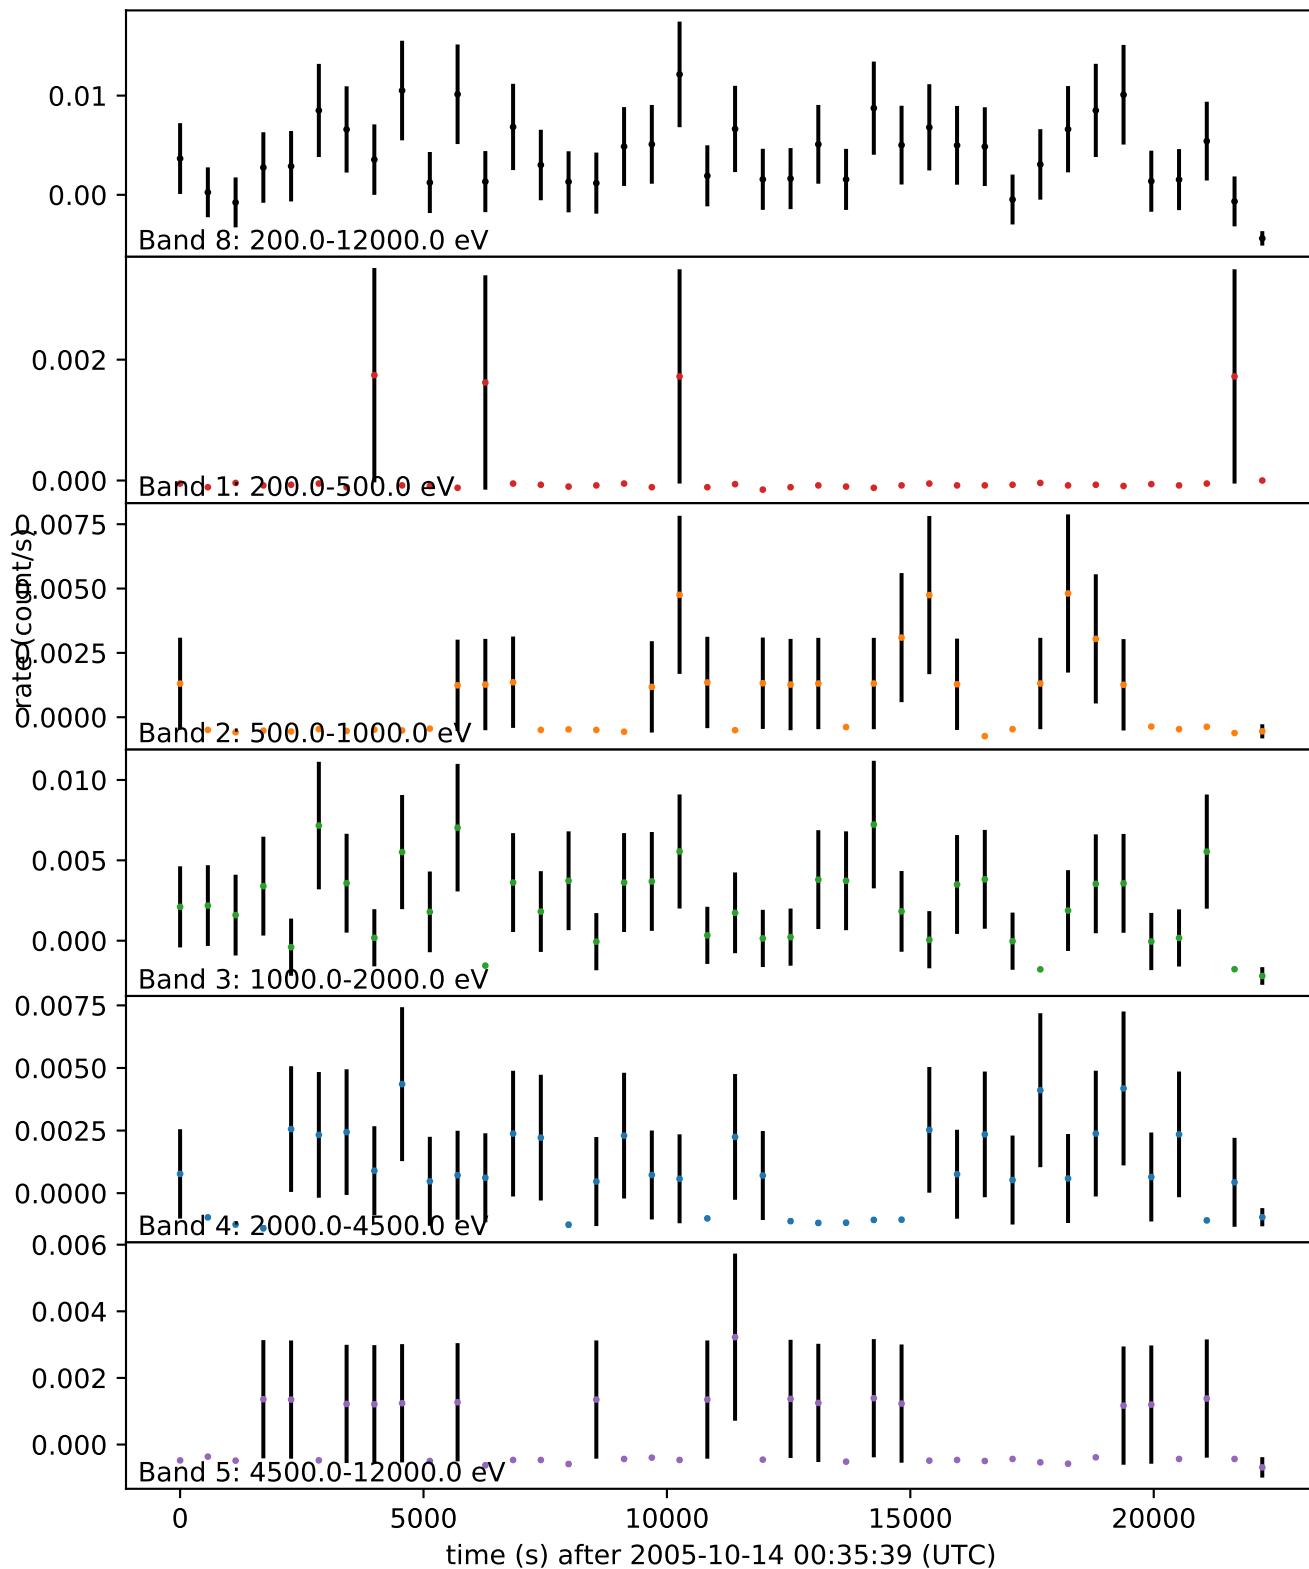 0.01
0.00
Band 8: 200.0-12000.0 eV
0.002
0.000
Band 1: 200.0-500.0 eV
rate (count/s)
0.0075
0.0050
0.0025
0.0000
Band 2: 500.0-1000.0 eV
0.010
0.005
0.000
Band 3: 1000.0-2000.0 eV
0.0075
0.0050
0.0025
0.0000
Band 4: 2000.0-4500.0 eV
0.006
0.004
0.002
0.000
Band 5: 4500.0-12000.0 eV
0 5000 10000 15000 20000
time (s) after 2005-10-14 00:35:39 (UTC)